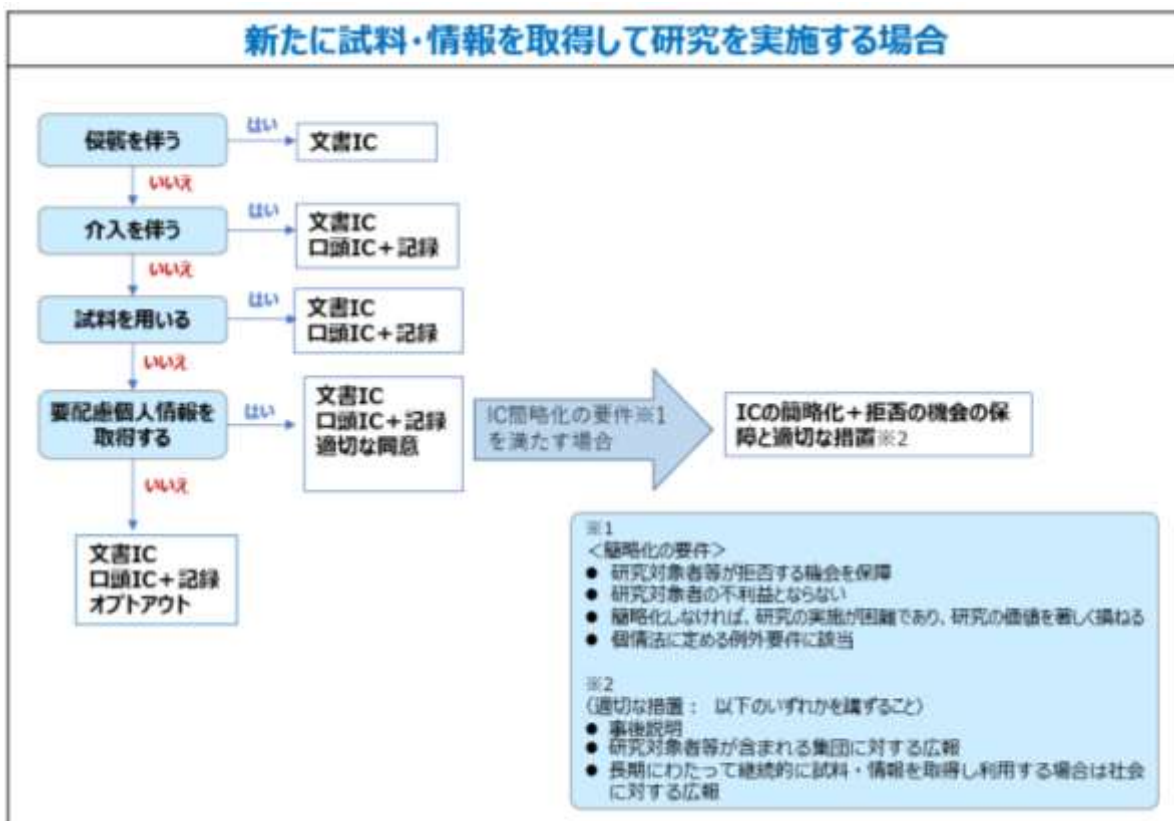 新たに試料・情報を取得して研究を実施する場合
侵襲を伴う
はい
文書IC
いいえ
介入を伴う
はい
文書IC
口頭IC+記録
いいえ
試料を用いる
はい
文書IC
口頭IC+記録
いいえ
要配慮個人情報を
取得する
はい
文書IC
口頭IC+記録
適切な同意
IC簡略化の要件※1
を満たす場合
ICの簡略化+拒否の機会の保
障と適切な措置※2
いいえ
文書IC
口頭IC+記録
オプトアウト
※1
<簡略化の要件>
● 研究対象者等が拒否する機会を保障
● 研究対象者の不利益とならない
● 簡略化しなければ、研究の実施が困難であり、研究の価値を著しく損ねる
● 個情法に定める例外要件に該当
※2
(適切な措置: 以下のいずれかを講ずること)
● 事後説明
● 研究対象者等が含まれる集団に対する広報
● 長期にわたって継続的に試料・情報を取得し利用する場合は社会
に対する広報